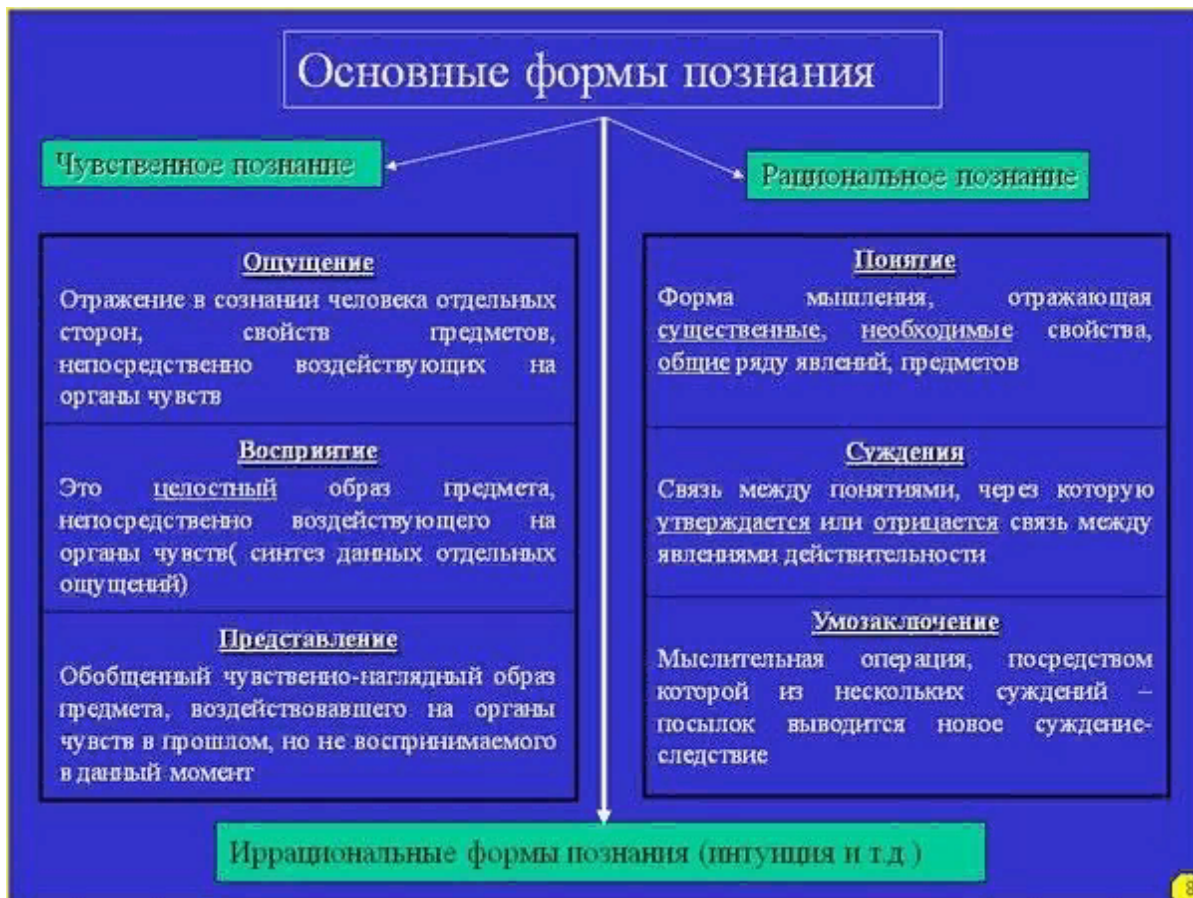 Основные формы познания
Чувственное познание
Рациональное познание
Ощущение
Отражение в сознании человека отдельных
сторон, свойств предметов,
непосредственно воздействующих на
органы чувств
Восприятие
Это целостный образ предмета,
непосредственно воздействующего на
органы чувств( синтез данных отдельных
ощущений)
Представление
Обобщенный чувственно-наглядный образ
предмета, воздействовавшего на органы
чувств в прошлом, но не воспринимаемого
в данный момент
Понятие
Форма мышления, отражающая
существенные, необходимые свойства,
общие ряду явлений, предметов
Суждения
Связь между понятиями, через которую
утверждается или отрицается связь между
явлениями действительности
Умозаключение
Мыслительная операция, посредством
которой из нескольких суждений –
посылок выводится новое суждение-
следствие
Иррациональные формы познания (интуиция и т.д.)
8